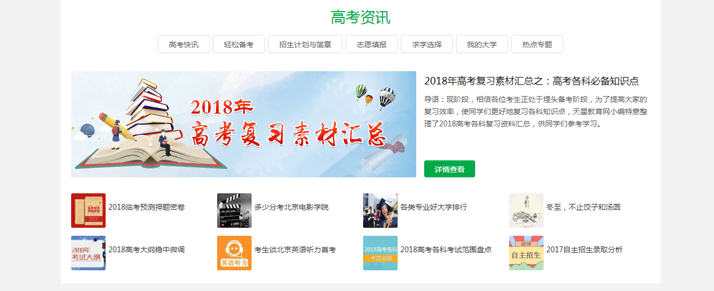 高考资讯
高考快讯
轻松备考
招生计划与简章
志愿填报
求学选择
我的大学
热点专题
2018年
高考复习素材汇总
2018年高考复习素材汇总之：高考各科必备知识点
导语：现阶段，相信各位考生正处于埋头备考阶段，为了提高大家的
复习效率，使同学们更好地复习各科知识点，天星教育网小编特意整
理了2018高考各科复习资料汇总，供同学们参考学习。
详情查看
2018临考预测押题密卷
多少分考北京电影学院
各类专业好大学排行
冬至，不止饺子和汤圆
2018年高
考试大纲
2018高考大纲稳中微调
英语听力
考生谈北京英语听力首考
2018高考各科
考试范围
2018高考各科考试范围盘点
2018
自主招生
2017自主招生录取分析